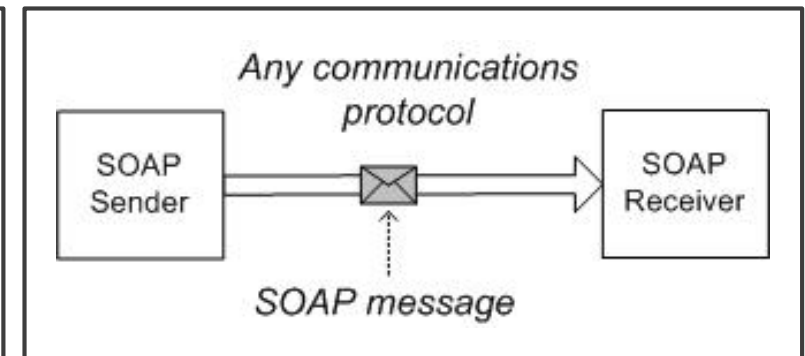 Any communications
protocol
SOAP
Sender
SOAP
Receiver
SOAP message